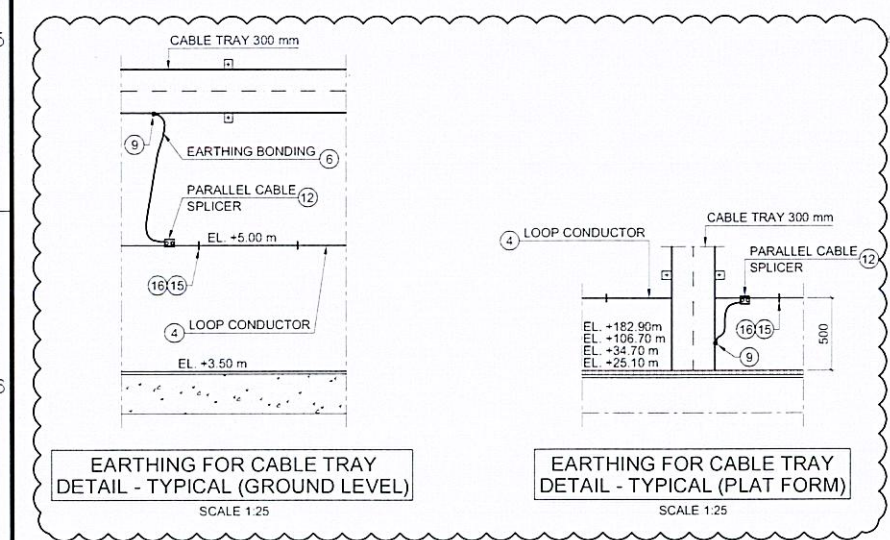 5
CABLE TRAY 300 mm
9
EARTHING BONDING 6
PARALLEL CABLE 12
SPLICER
EL. +5.00 m
16 15
4 LOOP CONDUCTOR
EL. +3.50 m
EARTHING FOR CABLE TRAY
DETAIL - TYPICAL (GROUND LEVEL)
SCALE 1:25
CABLE TRAY 300 mm
4 LOOP CONDUCTOR
PARALLEL CABLE 12
SPLICER
EL. +182.90m
EL. +106.70 m
EL. +34.70 m
EL. +25.10 m
16 15
9
500
EARTHING FOR CABLE TRAY
DETAIL - TYPICAL (PLAT FORM)
SCALE 1:25
6